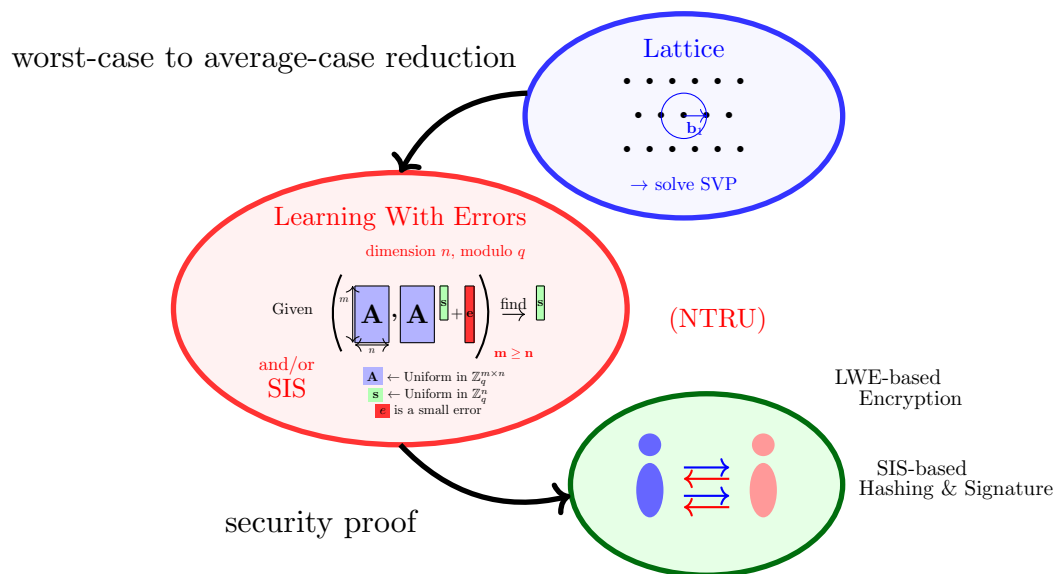 Lattice
worst-case to average-case reduction
b₁
→ solve SVP
Learning With Errors
dimension n, modulo q
Given ( m A , A s + e ) find → s
n
m ≥ n
(NTRU)
and/or
SIS
A ← Uniform in ℤ_q^{m×n}
s ← Uniform in ℤ_q^n
e is a small error
LWE-based
Encryption
SIS-based
Hashing & Signature
security proof